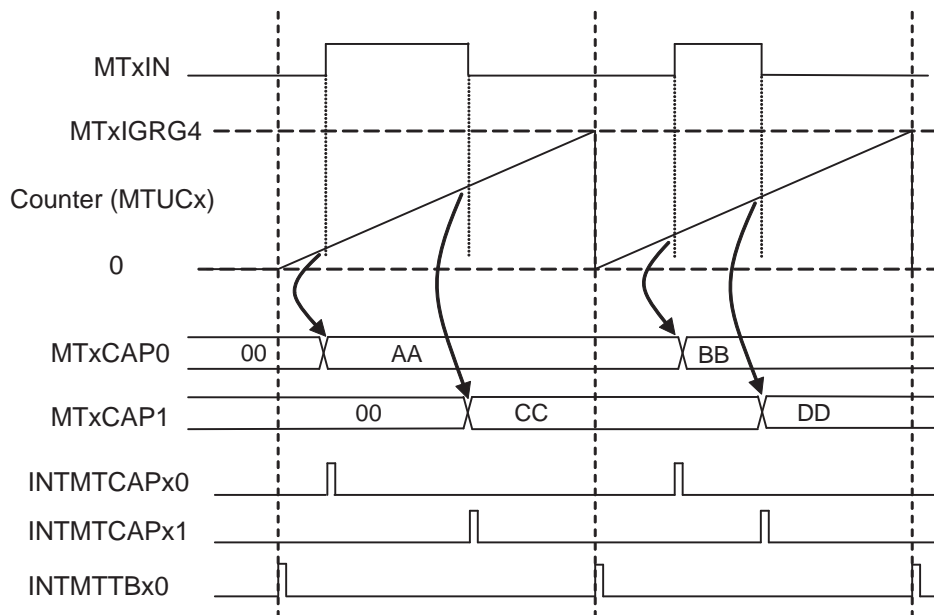 MTxIN
MTxIGRG4
Counter (MTUCx)
0
MTxCAP0 00 AA BB
MTxCAP1 00 CC DD
INTMTCAPx0
INTMTCAPx1
INTMTTBx0